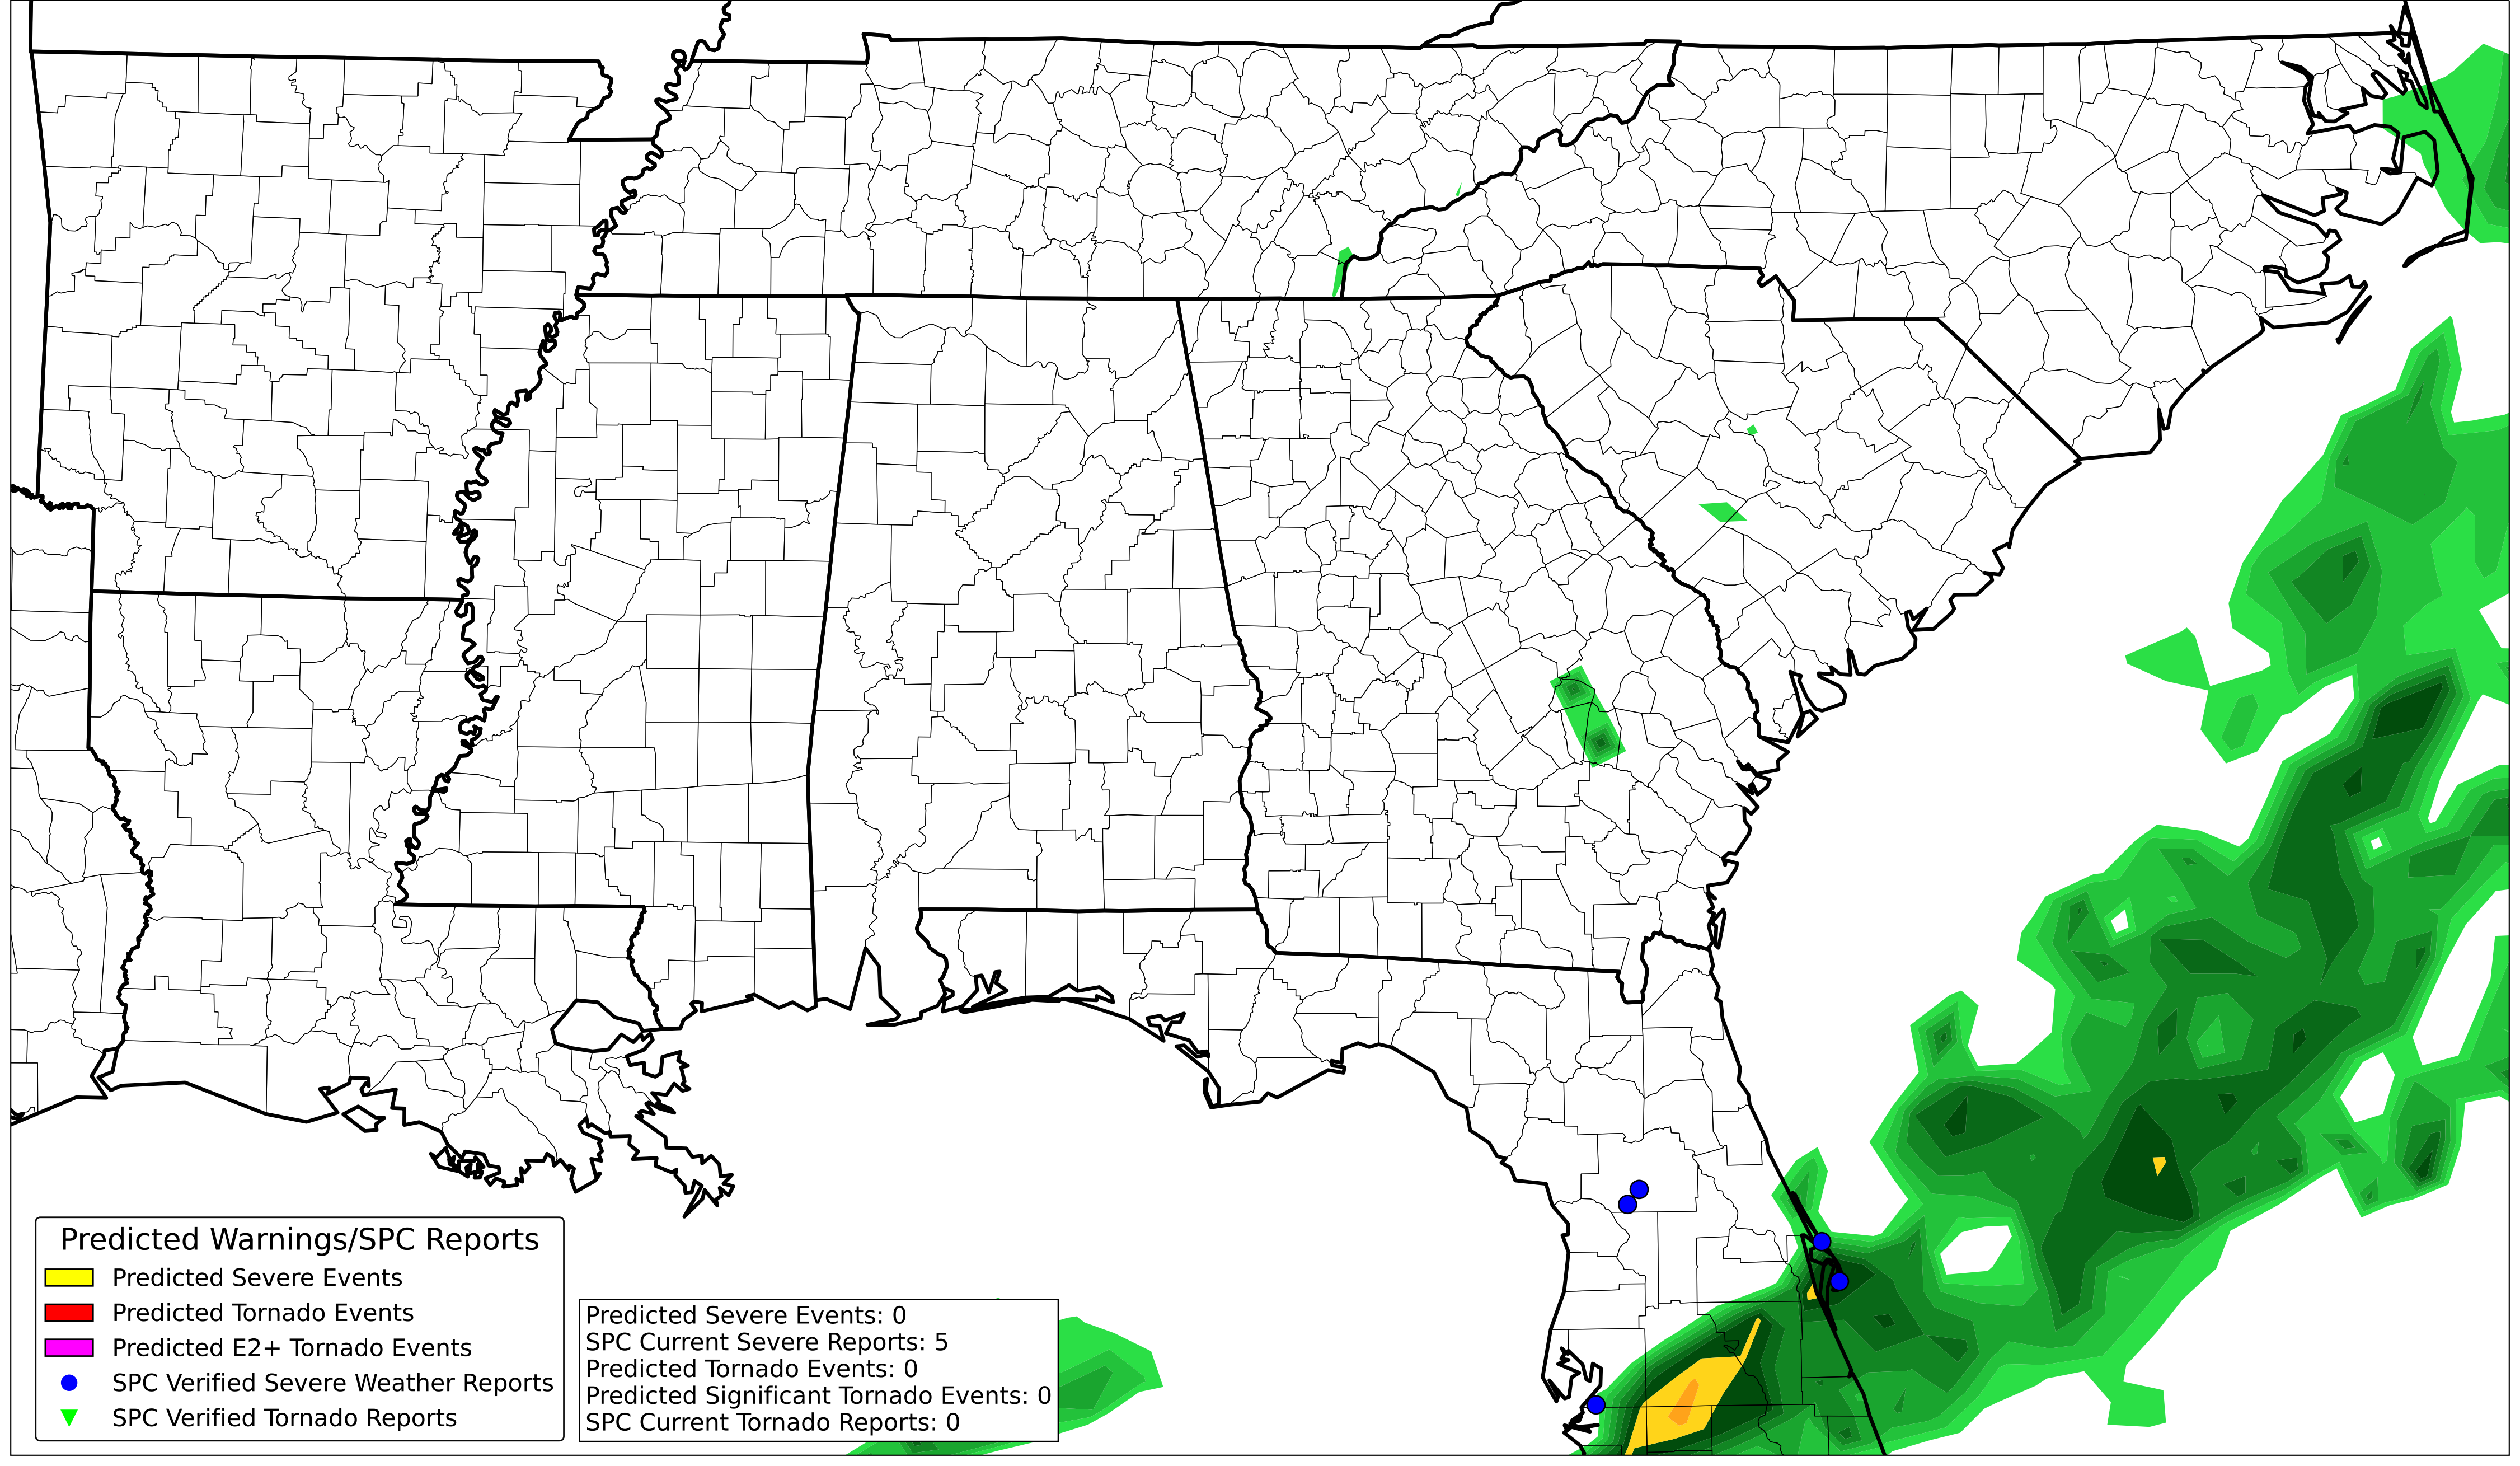 Predicted Warnings/SPC Reports
Predicted Severe Events
Predicted Tornado Events
Predicted E2+ Tornado Events
SPC Verified Severe Weather Reports
SPC Verified Tornado Reports
Predicted Severe Events: 0
SPC Current Severe Reports: 5
Predicted Tornado Events: 0
Predicted Significant Tornado Events: 0
SPC Current Tornado Reports: 0